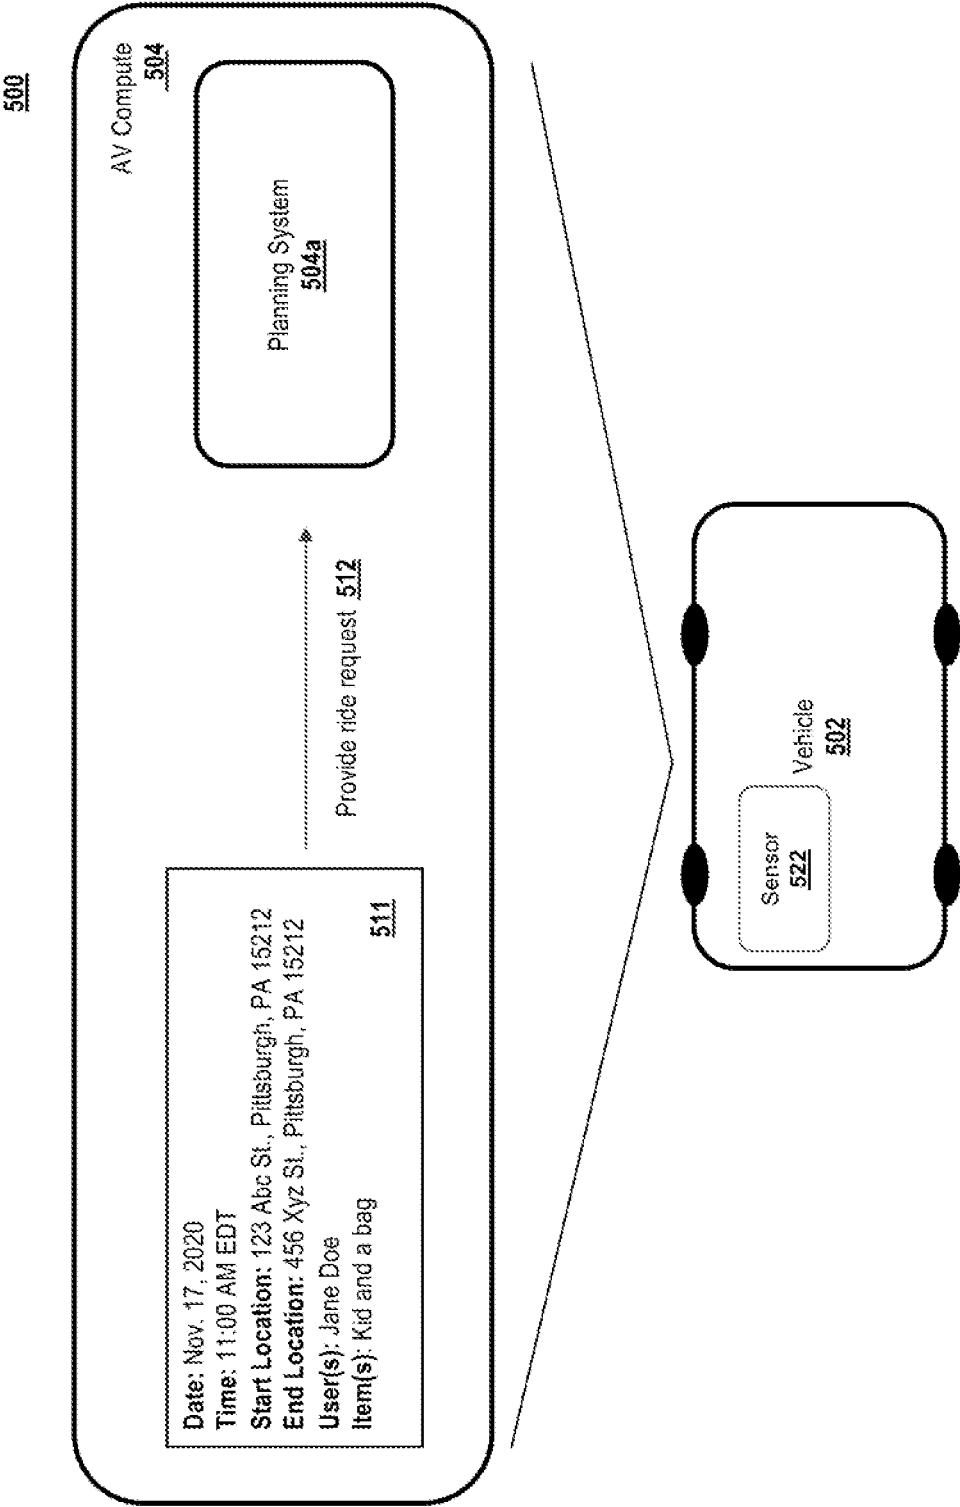 500
AV Compute
504
Date: Nov. 17, 2020
Time: 11:00 AM EDT
Start Location: 123 Abc St., Pittsburgh, PA 15212
End Location: 456 Xyz St., Pittsburgh, PA 15212
User(s): Jane Doe
Item(s): Kid and a bag
511
Provide ride request 512
Planning System
504a
Sensor
522
Vehicle
502